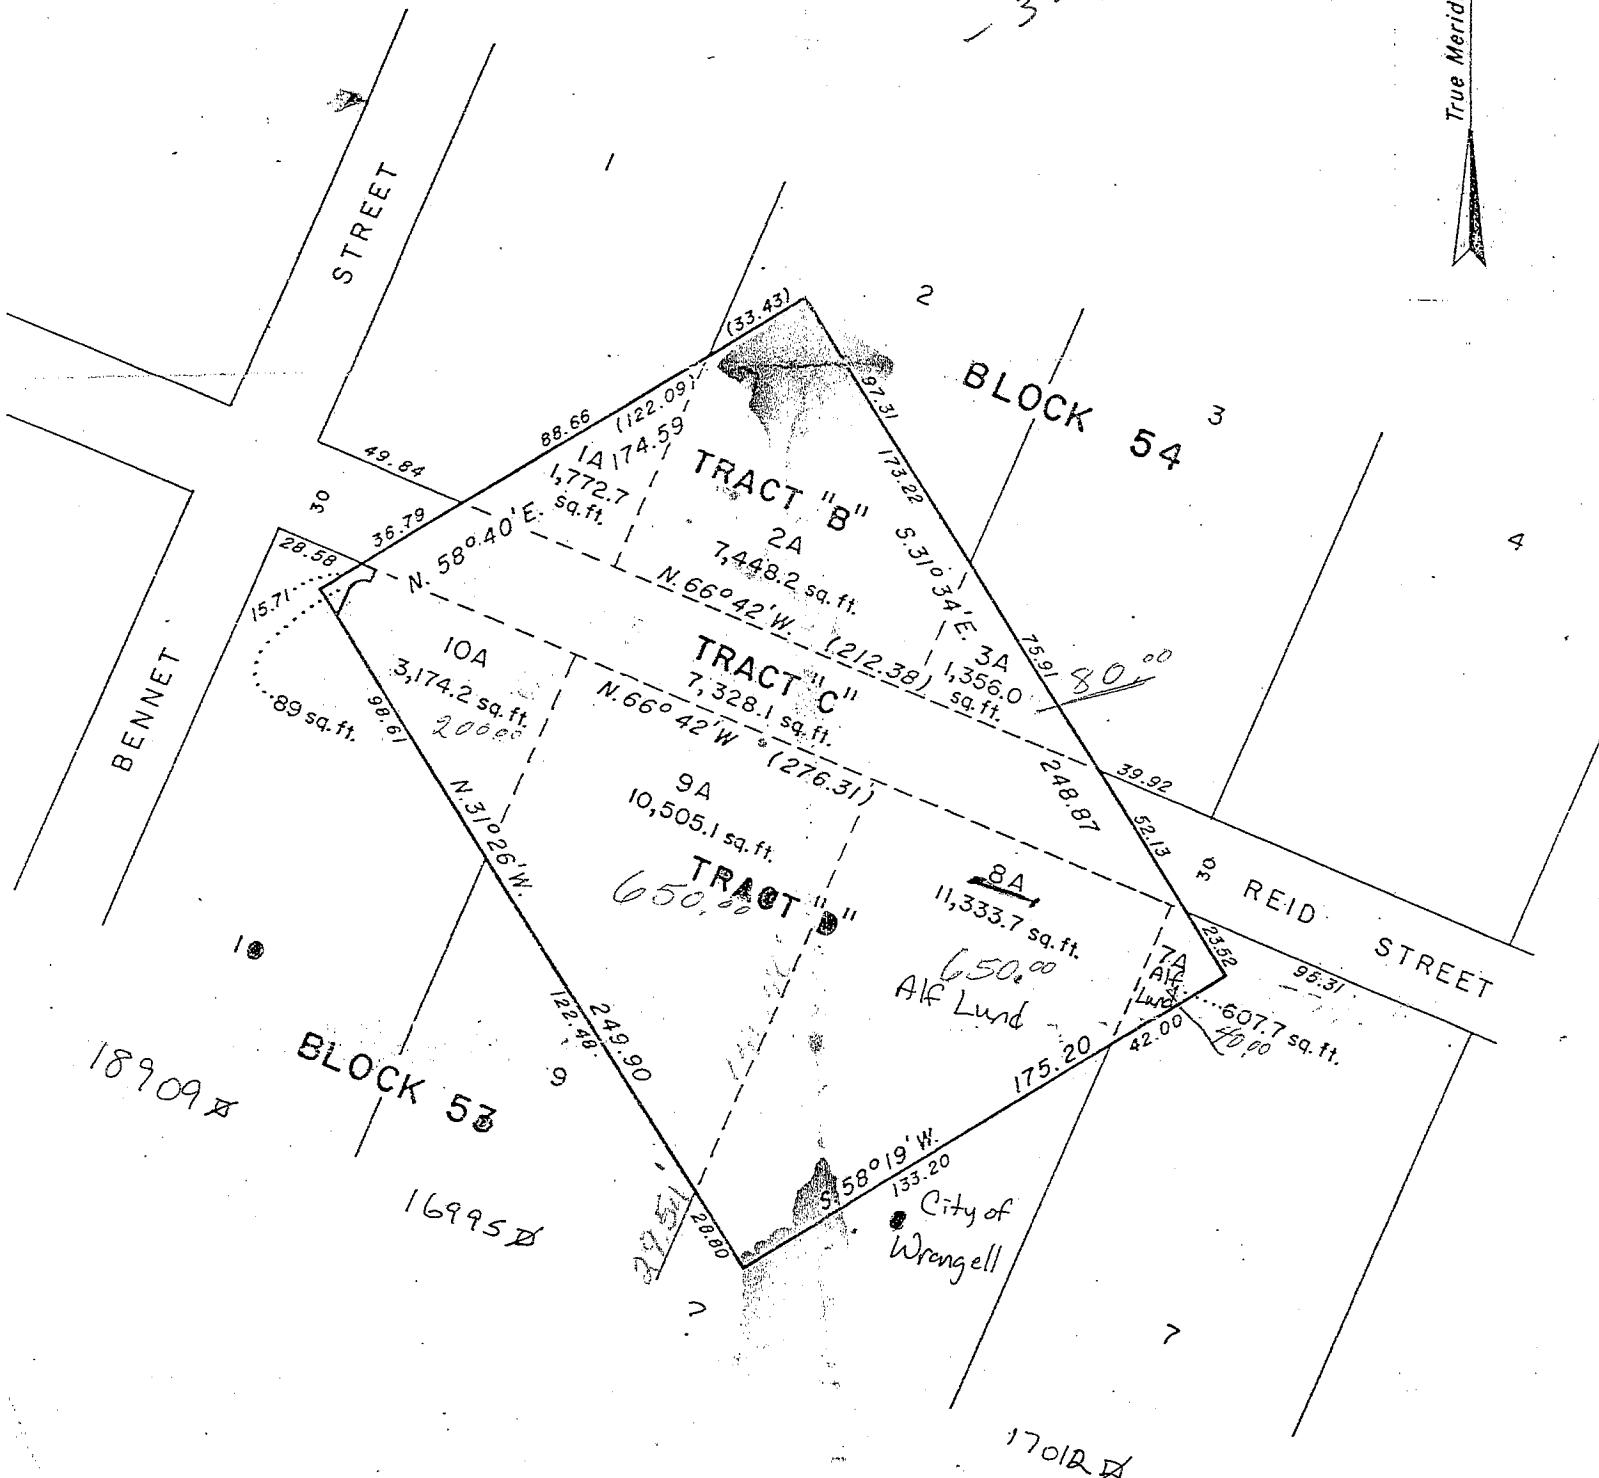 True Merid
STREET
1
2
(33.43)
BLOCK 54
3
97.31
88.66
(122.09)
174.59
1A
1,772.7
sq.ft.
49.84
TRACT "B"
173.22
2A
7,448.2 sq.ft.
4
30
36.79
N. 58°40'E.
S. 31°34'E.
28.58
15.71
N. 66°42'W. (212.38)
3A
1,356.0
sq.ft.
75.91
80.00
BENNET
10A
3,174.2 sq.ft.
200.00
TRACT "C"
7,328.1 sq.ft.
N. 66°42'W (276.31)
89 sq.ft.
98.61
248.87
39.92
9A
10,505.1 sq.ft.
52.13
N. 31°26'W.
TRACT "D"
650.00
8A
11,333.7 sq.ft.
650.00
Alf Lund
30
REID STREET
23.52
7A
Alf
Lund
607.7 sq.ft.
40.00
95.31
42.00
10
249.90
122.48
175.20
BLOCK 53
9
18909
S. 58°19'W.
133.20
City of
Wrangell
16995
28.80
7
17012